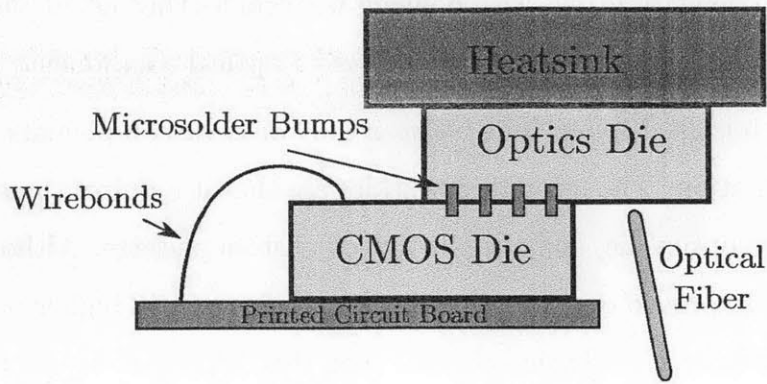 Heatsink
Microsolder Bumps
Optics Die
Wirebonds
CMOS Die
Optical
Fiber
Printed Circuit Board